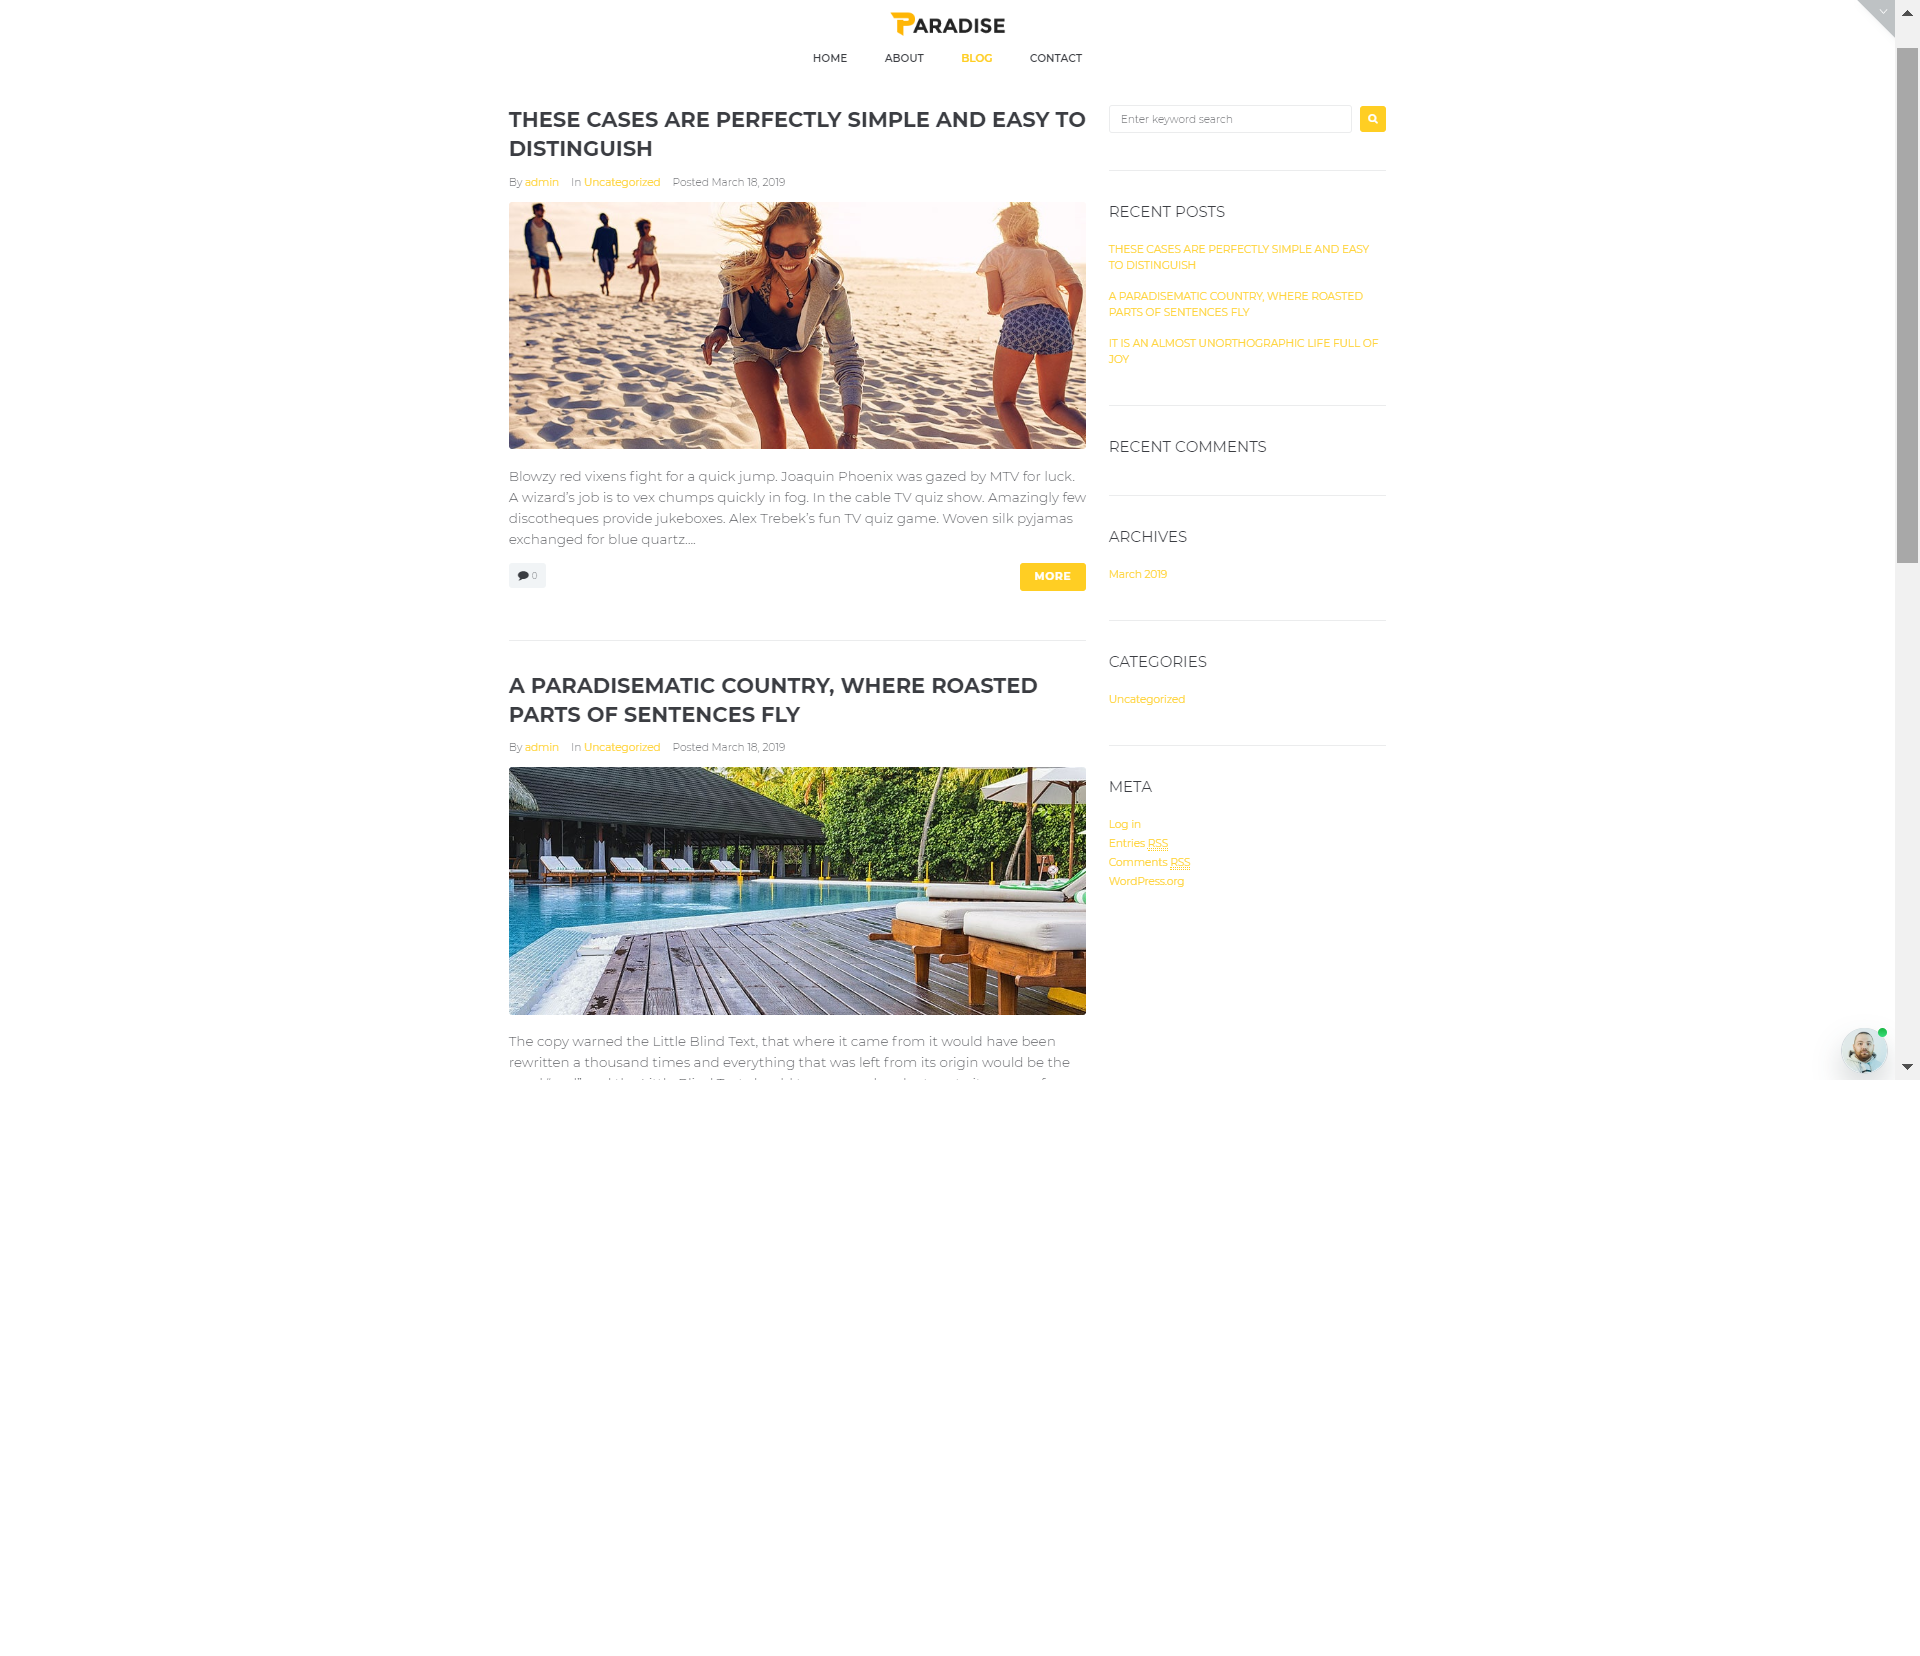 PARADISE
HOME ABOUT BLOG CONTACT
THESE CASES ARE PERFECTLY SIMPLE AND EASY TO
DISTINGUISH
By admin In Uncategorized Posted March 18, 2019
Blowzy red vixens fight for a quick jump. Joaquin Phoenix was gazed by MTV for luck.
A wizard’s job is to vex chumps quickly in fog. In the cable TV quiz show. Amazingly few
discotheques provide jukeboxes. Alex Trebek’s fun TV quiz game. Woven silk pyjamas
exchanged for blue quartz....
0
MORE
A PARADISEMATIC COUNTRY, WHERE ROASTED
PARTS OF SENTENCES FLY
By admin In Uncategorized Posted March 18, 2019
The copy warned the Little Blind Text, that where it came from it would have been
rewritten a thousand times and everything that was left from its origin would be the
Enter keyword search
RECENT POSTS
THESE CASES ARE PERFECTLY SIMPLE AND EASY
TO DISTINGUISH
A PARADISEMATIC COUNTRY, WHERE ROASTED
PARTS OF SENTENCES FLY
IT IS AN ALMOST UNORTHOGRAPHIC LIFE FULL OF
JOY
RECENT COMMENTS
ARCHIVES
March 2019
CATEGORIES
Uncategorized
META
Log in
Entries RSS
Comments RSS
WordPress.org